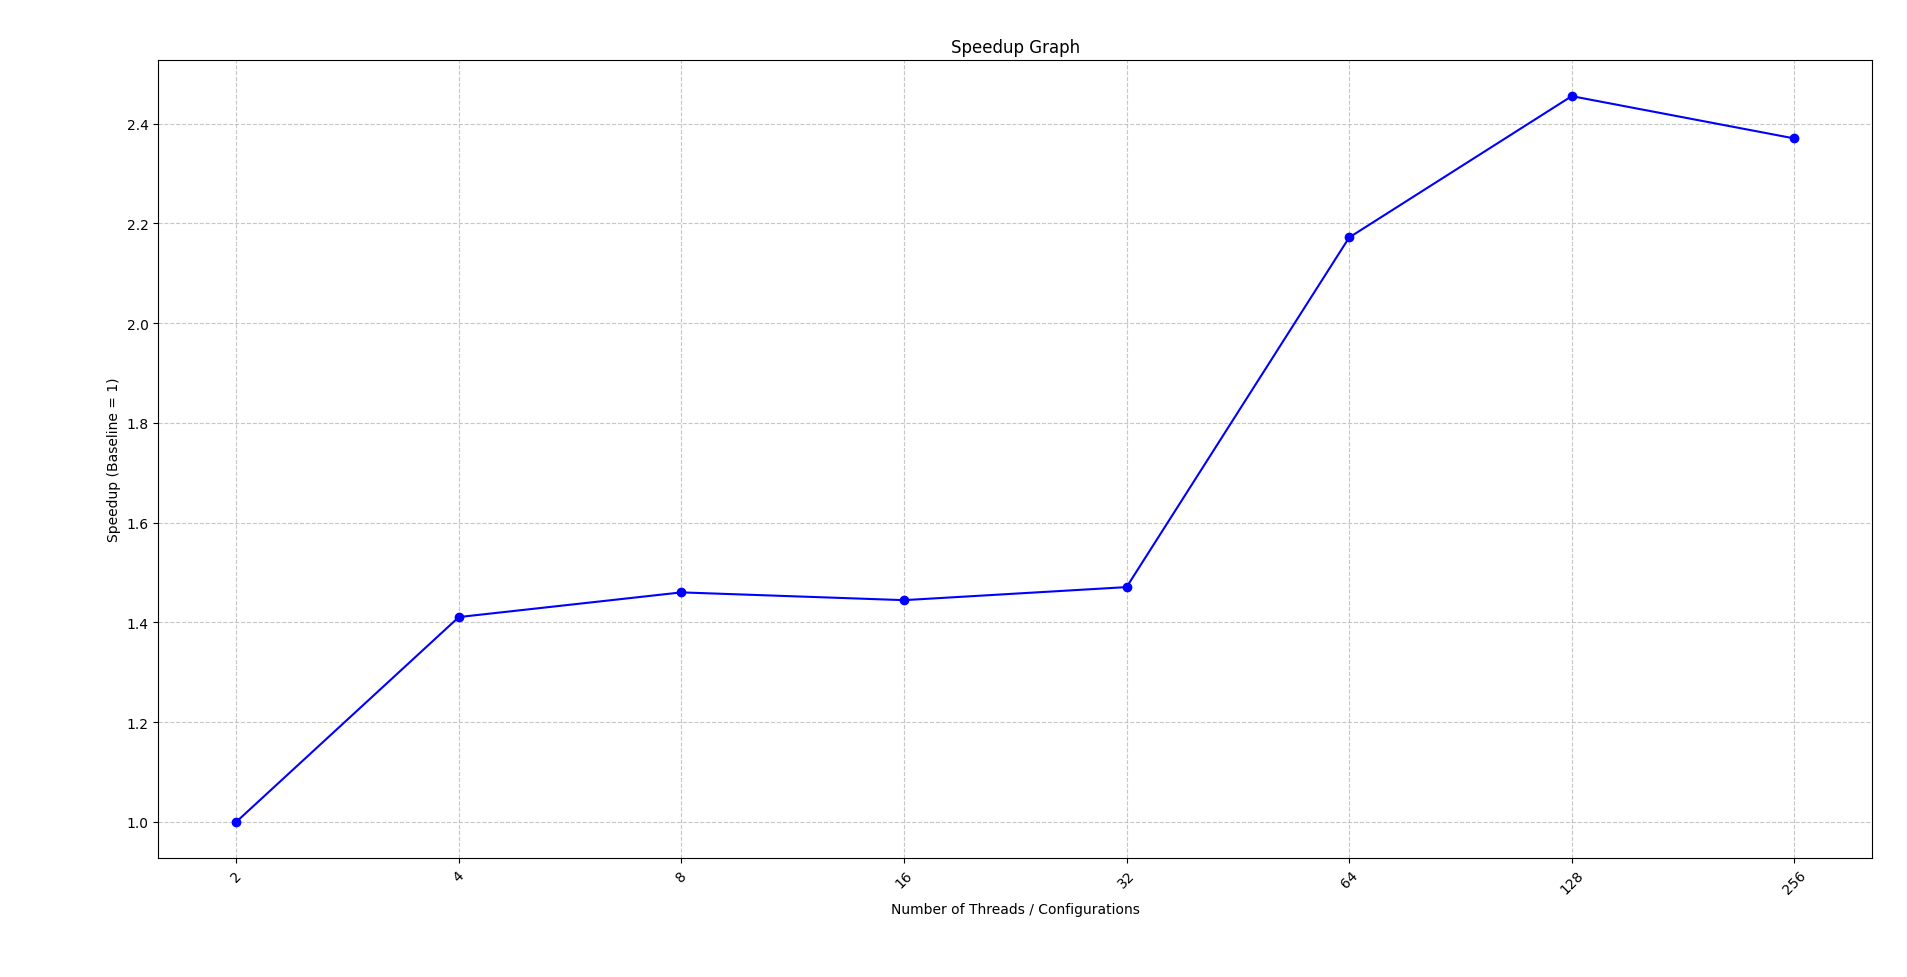 Speedup Graph
Speedup (Baseline = 1)
2.4
2.2
2.0
1.8
1.6
1.4
1.2
1.0
2 4 8 16 32 64 128 256
Number of Threads / Configurations